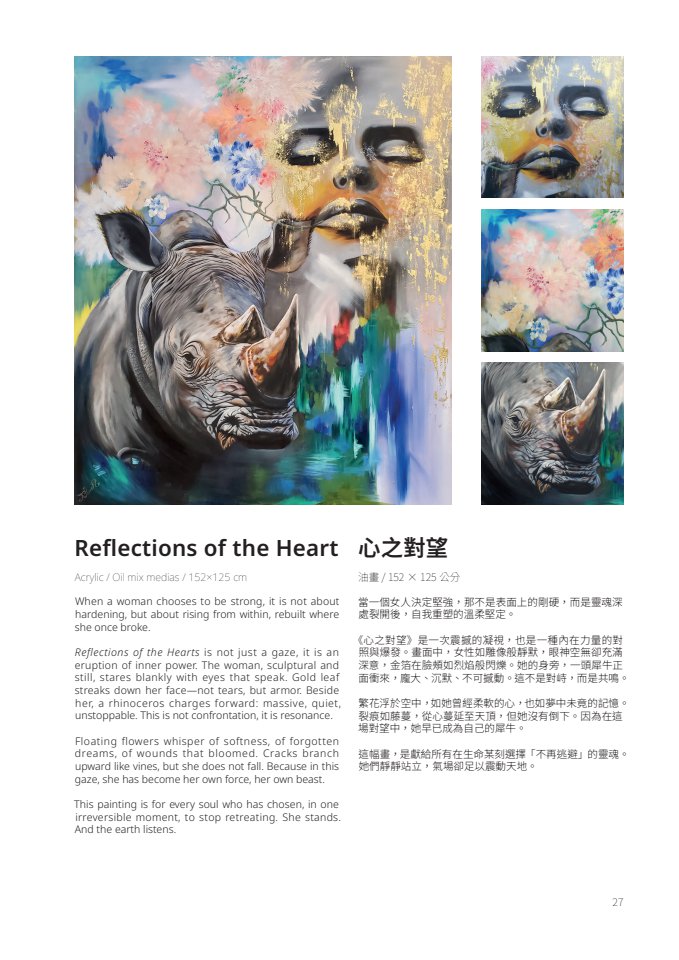 Reflections of the Heart
Acrylic / Oil mix medias / 152×125 cm
When a woman chooses to be strong, it is not about
hardening, but about rising from within, rebuilt where
she once broke.
Reflections of the Hearts is not just a gaze, it is an
eruption of inner power. The woman, sculptural and
still, stares blankly with eyes that speak. Gold leaf
streaks down her face—not tears, but armor. Beside
her, a rhinoceros charges forward: massive, quiet,
unstoppable. This is not confrontation, it is resonance.
Floating flowers whisper of softness, of forgotten
dreams, of wounds that bloomed. Cracks branch
upward like vines, but she does not fall. Because in this
gaze, she has become her own force, her own beast.
This painting is for every soul who has chosen, in one
irreversible moment, to stop retreating. She stands.
And the earth listens.
心之對望
油畫 / 152 × 125 公分
當一個女人決定堅強，那不是表面上的剛硬，而是靈魂深
處裂開後，自我重塑的溫柔堅定。
《心之對望》是一次震撼的凝視，也是一種內在力量的對
照與爆發。畫面中，女性如雕像般靜默，眼神空無卻充滿
深意，金箔在臉頰如烈焰般閃爍。她的身旁，一頭犀牛正
面衝來，龐大、沉默、不可撼動。這不是對峙，而是共鳴。
繁花浮於空中，如她曾經柔軟的心，也如夢中未竟的記憶。
裂痕如藤蔓，從心蔓延至天頂，但她沒有倒下。因為在這
場對望中，她早已成為自己的犀牛。
這幅畫，是獻給所有在生命某刻選擇「不再逃避」的靈魂。
她們靜靜站立，氣場卻足以震動天地。
27